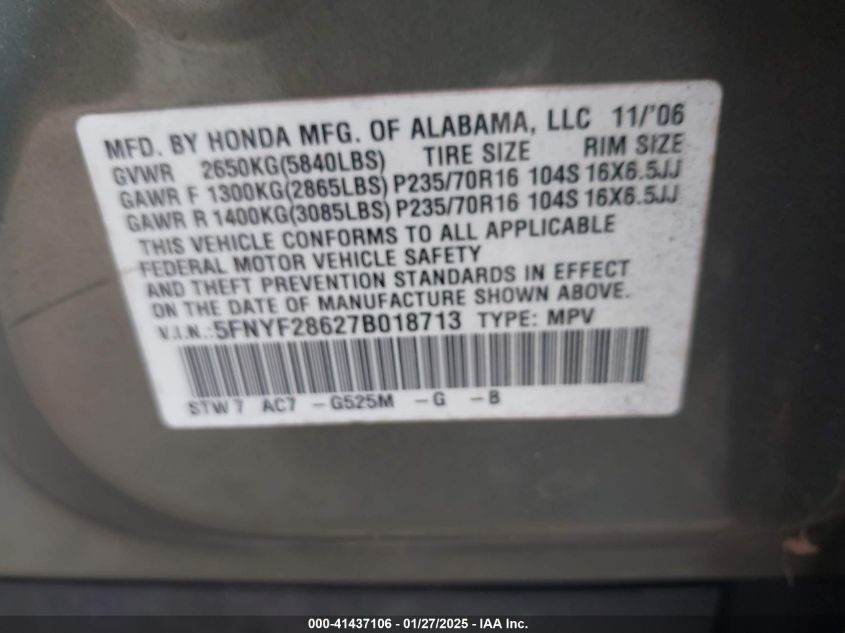 MFD. BY HONDA MFG. OF ALABAMA, LLC 11/'06
GVWR 2650KG(5840LBS) TIRE SIZE RIM SIZE
GAWR F 1300KG(2865LBS) P235/70R16 104S 16X6.5JJ
GAWR R 1400KG(3085LBS) P235/70R16 104S 16X6.5JJ
THIS VEHICLE CONFORMS TO ALL APPLICABLE
FEDERAL MOTOR VEHICLE SAFETY
AND THEFT PREVENTION STANDARDS IN EFFECT
ON THE DATE OF MANUFACTURE SHOWN ABOVE.
V.I.N.:5FNYF28627B018713 TYPE: MPV
STW7 AC7 -G525M -G -B
000-41437106 — 01/27/2025 — IAA Inc.